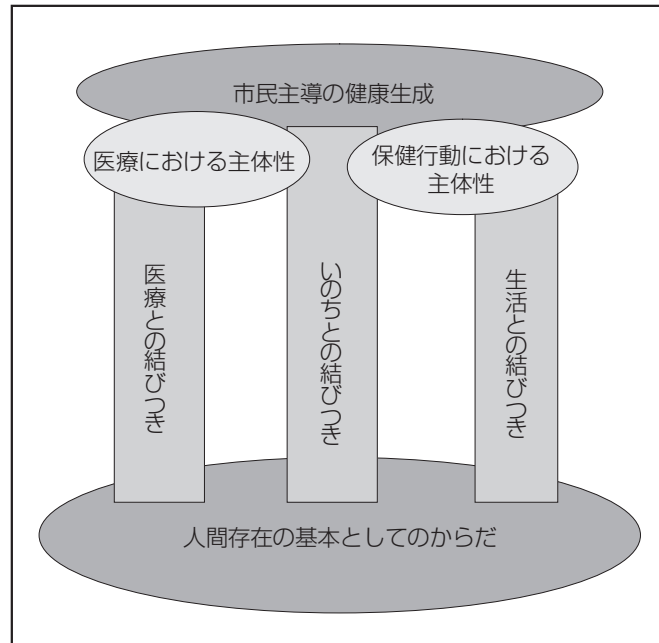 市民主導の健康生成
医療における主体性
保健行動における
主体性
医療との結びつき
いのちとの結びつき
生活との結びつき
人間存在の基本としてのからだ